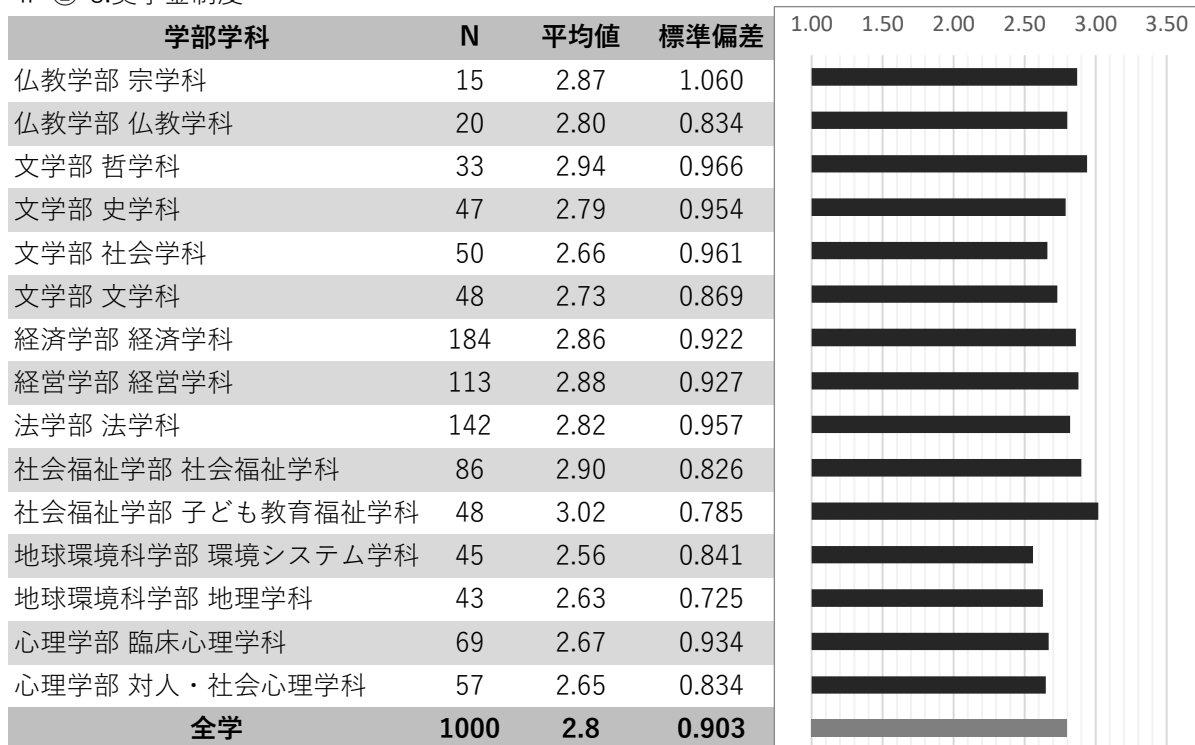 学部学科 N 平均値 標準偏差
1.00 1.50 2.00 2.50 3.00 3.50
仏教学部 宗学科 15 2.87 1.060
仏教学部 仏教学科 20 2.80 0.834
文学部 哲学科 33 2.94 0.966
文学部 史学科 47 2.79 0.954
文学部 社会学科 50 2.66 0.961
文学部 文学科 48 2.73 0.869
経済学部 経済学科 184 2.86 0.922
経営学部 経営学科 113 2.88 0.927
法学部 法学科 142 2.82 0.957
社会福祉学部 社会福祉学科 86 2.90 0.826
社会福祉学部 子ども教育福祉学科 48 3.02 0.785
地球環境科学部 環境システム学科 45 2.56 0.841
地球環境科学部 地理学科 43 2.63 0.725
心理学部 臨床心理学科 69 2.67 0.934
心理学部 対人・社会心理学科 57 2.65 0.834
全学 1000 2.8 0.903